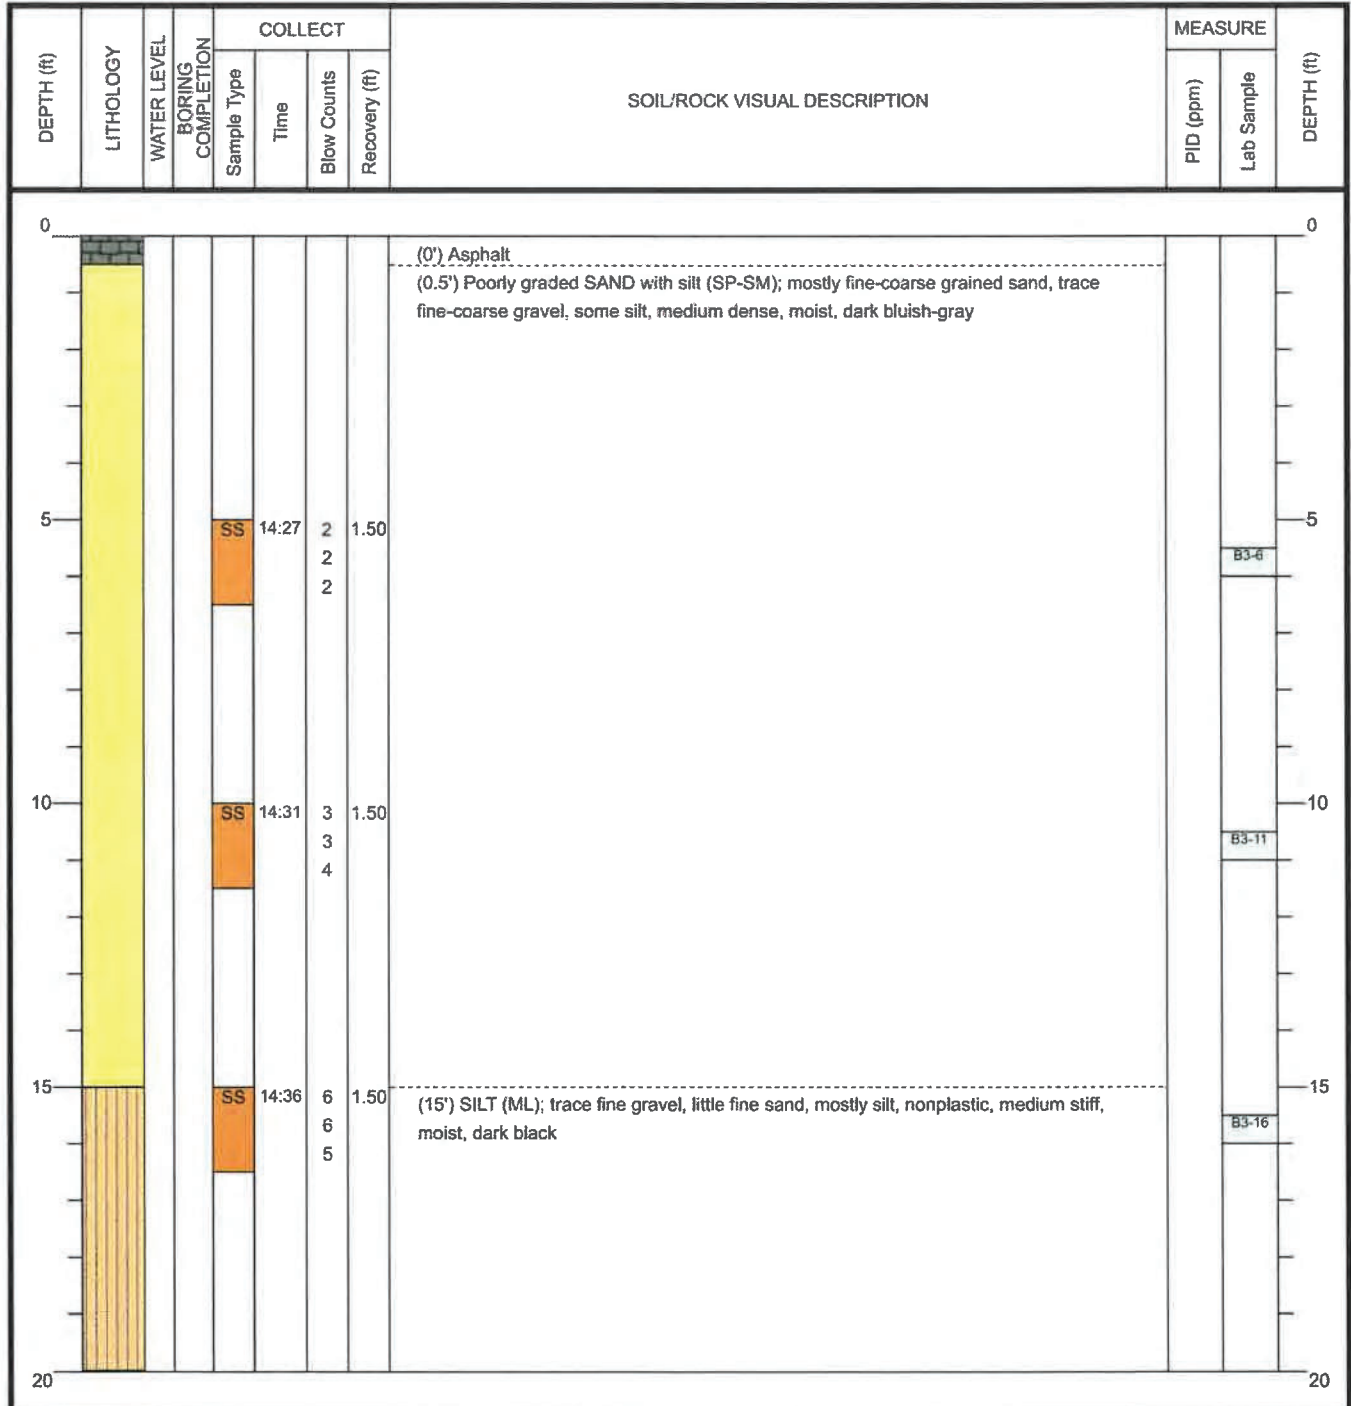 COLLECT
MEASURE
DEPTH (ft)
LITHOLOGY
WATER LEVEL
BORING
COMPLETION
Sample Type
Time
Blow Counts
Recovery (ft)
SOIL/ROCK VISUAL DESCRIPTION
PID (ppm)
Lab Sample
DEPTH (ft)
0
0
(0') Asphalt
(0.5') Poorly graded SAND with silt (SP-SM); mostly fine-coarse grained sand, trace
fine-coarse gravel, some silt, medium dense, moist, dark bluish-gray
5 SS 14:27 2 1.50 5
2 B3-6
2
10 SS 14:31 3 1.50 10
3 B3-11
4
15 SS 14:36 6 1.50 15
(15') SILT (ML); trace fine gravel, little fine sand, mostly silt, nonplastic, medium stiff,
6 B3-16
moist, dark black
5
20 20